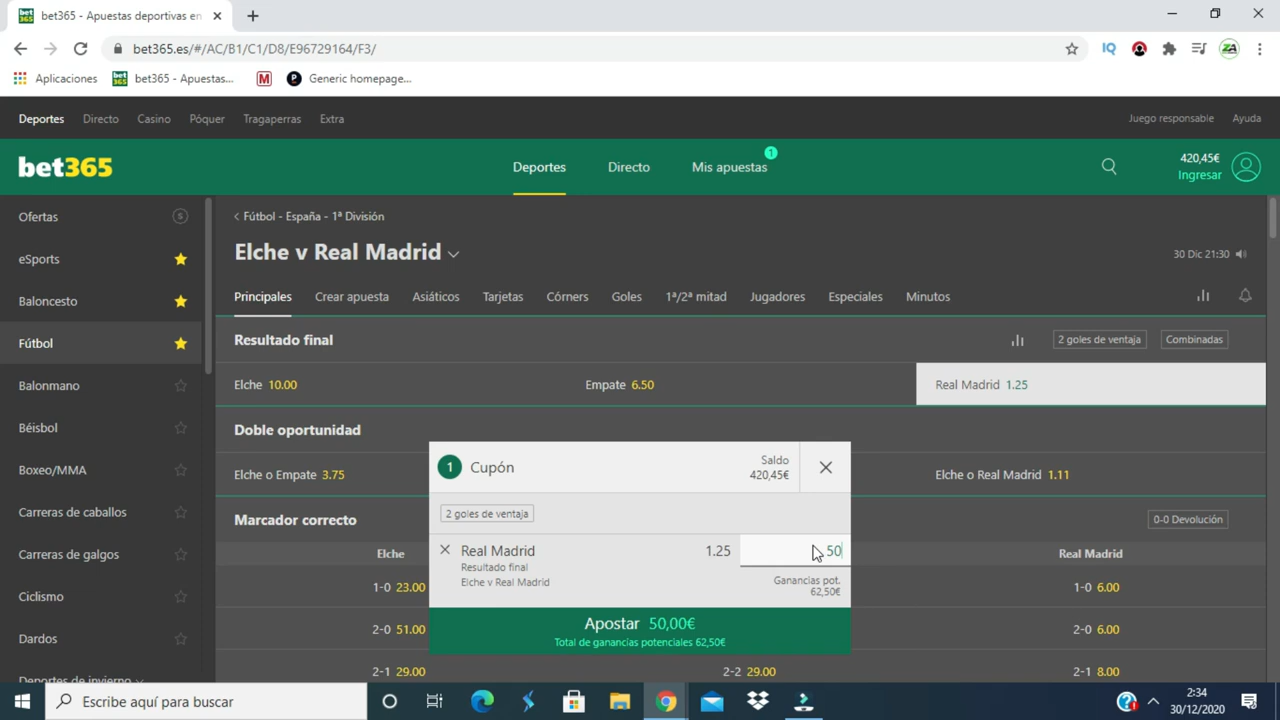 bet365 - Apuestas deportivas en
bet365.es/#/AC/B1/C1/D8/E96729164/F3/
IQ
ZA
Aplicaciones
bet365 - Apuestas...
M
P
Generic homepage...
Deportes Directo Casino Póquer Tragaperras Extra
Juego responsable Ayuda
bet365
Deportes Directo Mis apuestas 1
420,45€
Ingresar
Ofertas
eSports
Baloncesto
Fútbol
Balonmano
Béisbol
Boxeo/MMA
Carreras de caballos
Carreras de galgos
Ciclismo
Dardos
Deportes de invierno
Fútbol - España - 1ª División
Elche v Real Madrid
30 Dic 21:30
Principales Crear apuesta Asiáticos Tarjetas Córners Goles 1ª/2ª mitad Jugadores Especiales Minutos
Resultado final
2 goles de ventaja Combinadas
Elche 10.00 Empate 6.50 Real Madrid 1.25
Doble oportunidad
Elche o Empate 3.75 Elche o Real Madrid 1.11
Marcador correcto
0-0 Devolución
Elche Real Madrid
1-0 23.00 1-0 6.00
2-0 51.00 2-0 6.00
2-1 29.00 2-2 29.00 2-1 8.00
1 Cupón
Saldo
420,45€
2 goles de ventaja
Real Madrid 1.25 50
Resultado final
Elche v Real Madrid
Ganancias pot.
62,50€
Apostar 50,00€
Total de ganancias potenciales 62,50€
Escribe aquí para buscar
2:34
30/12/2020